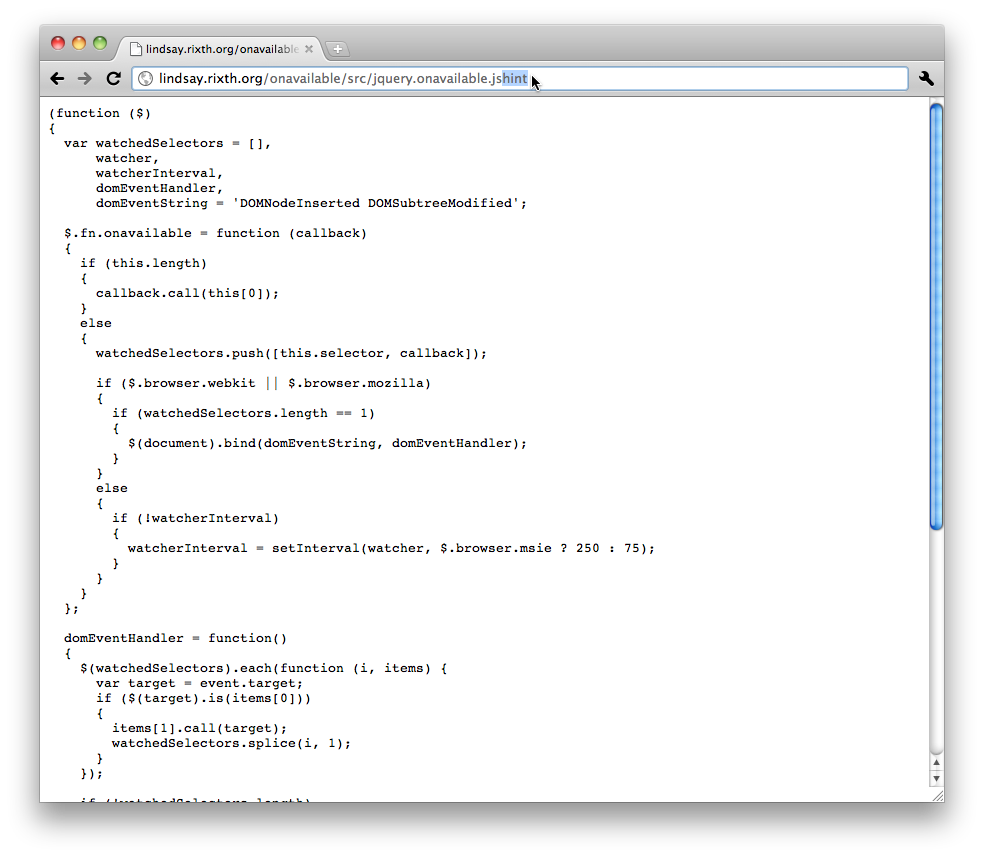 lindsay.rixth.org/onavailable
lindsay.rixth.org/onavailable/src/jquery.onavailable.jshint
(function ($)
{
  var watchedSelectors = [],
      watcher,
      watcherInterval,
      domEventHandler,
      domEventString = 'DOMNodeInserted DOMSubtreeModified';

  $.fn.onavailable = function (callback)
  {
    if (this.length)
    {
      callback.call(this[0]);
    }
    else
    {
      watchedSelectors.push([this.selector, callback]);

      if ($.browser.webkit || $.browser.mozilla)
      {
        if (watchedSelectors.length == 1)
        {
          $(document).bind(domEventString, domEventHandler);
        }
      }
      else
      {
        if (!watcherInterval)
        {
          watcherInterval = setInterval(watcher, $.browser.msie ? 250 : 75);
        }
      }
    }
  };

  domEventHandler = function()
  {
    $(watchedSelectors).each(function (i, items) {
      var target = event.target;
      if ($(target).is(items[0]))
      {
        items[1].call(target);
        watchedSelectors.splice(i, 1);
      }
    });

    if (!watchedSelectors.length)